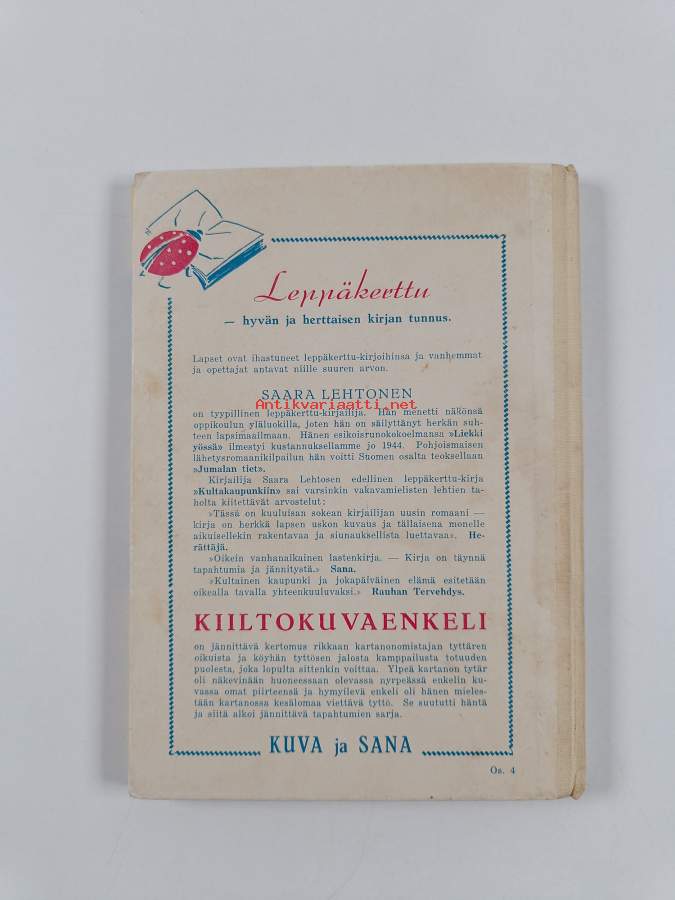 Leppäkerttu
— hyvän ja herttaisen kirjan tunnus.
Lapset ovat ihastuneet leppäkerttu-kirjoihinsa ja vanhemmat
ja opettajat antavat niille suuren arvon.
SAARA LEHTONEN
Antikvariaatti.net
on tyypillinen leppäkerttu-kirjailija. Hän menetti näkönsä
oppikoulun yläluokilla, joten hän on säilyttänyt herkän suh-
teen lapsimaailmaan. Hänen esikoisrunokokoelmansa »Liekki
yössä» ilmestyi kustannuksellamme jo 1944. Pohjoismaisen
lähetysromaanikilpailun hän voitti Suomen osalta teoksellaan
»Jumalan tiet».
Kirjailija Saara Lehtosen edellinen leppäkerttu-kirja
»Kultakaupunkiin» sai varsinkin vakavamielisten lehtien ta-
holta kiitettävät arvostelut:
»Tässä on kuuluisan sokean kirjailijan uusin romaani —
kirja on herkkä lapsen uskon kuvaus ja tällaisena monelle
aikuisellekin rakentavaa ja siunauksellista luettavaa». He-
rättäjä.
»Oikein vanhanaikainen lastenkirja. — Kirja on täynnä
tapahtumia ja jännitystä.» Sana.
»Kultainen kaupunki ja jokapäiväinen elämä esitetään
oikealla tavalla yhteenkuuluvaksi.» Rauhan Tervehdys.
KIILTOKUVAENKELI
on jännittävä kertomus rikkaan kartanonomistajan tyttären
oikuista ja köyhän tyttösen jalosta kamppailusta totuuden
puolesta, joka lopulta sittenkin voittaa. Ylpeä kartanon tytär
oli näkevinään huoneessaan olevassa nyrpeässä enkelin ku-
vassa omat piirteensä ja hymyilevä enkeli oli hänen mieles-
tään kartanossa kesälomaa viettävä tyttö. Se suututti häntä
ja siitä alkoi jännittävä tapahtumien sarja.
KUVA ja SANA
Oa. 4